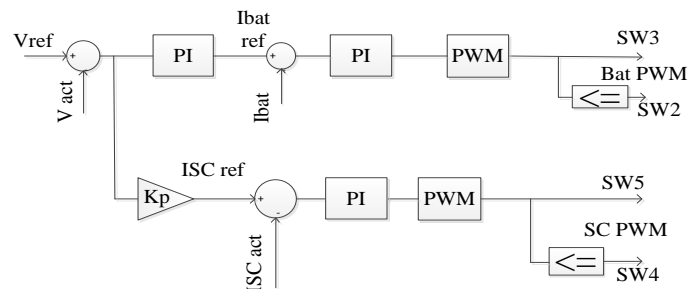 Vref
+
V act
PI
Ibat
ref
+
Ibat
PI
PWM
SW3
Bat PWM
<=
SW2
Kp
ISC ref
+
-
ISC act
PI
PWM
SW5
SC PWM
<=
SW4